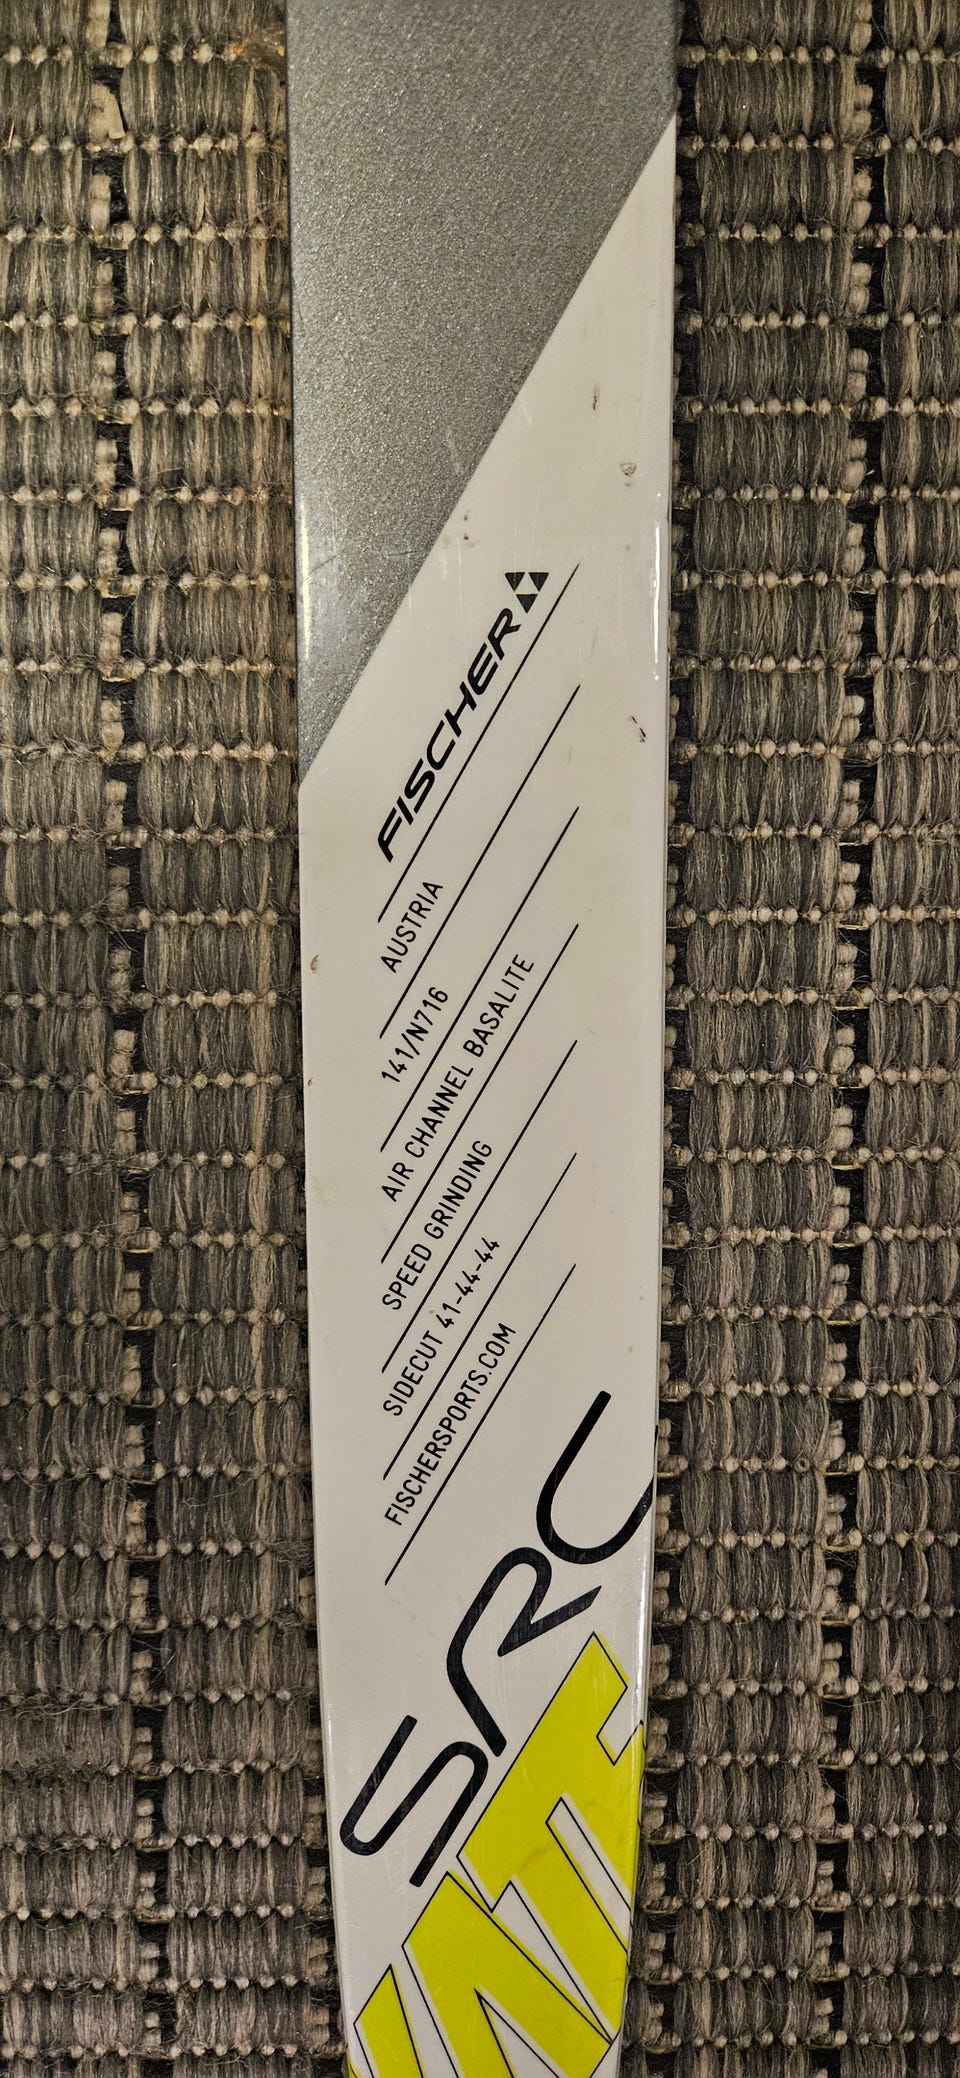 FISCHER
AUSTRIA
141/N716
AIR CHANNEL BASALITE
SPEED GRINDING
SIDECUT 41-44-44
FISCHERSPORTS.COM
SRC